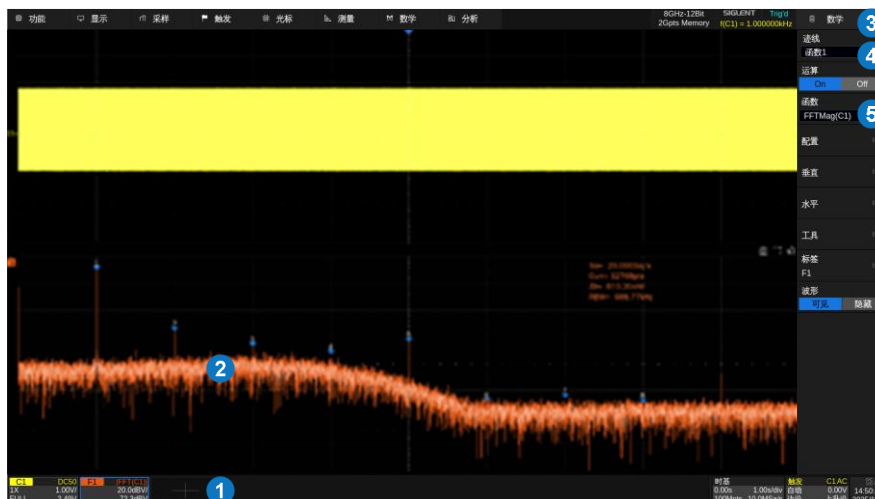 功能 显示 采样 触发 光标 测量 数学 分析
8GHz-12Bit
2Gpts Memory
SIGLENT Trig'd
f(C1) = 1.000000kHz
数学
3
迹线
函数1
4
运算
On Off
函数
FFTMag(C1)
5
配置
垂直
水平
工具
标签
F1
波形
可见 隐藏
2
1
C1 DC50
1X 1.00V/
FULL
F1 (FFT(C1))
20.0dBV/
时基
0.00s 1.00s/div
触发 C1 AC
自动 0.00V